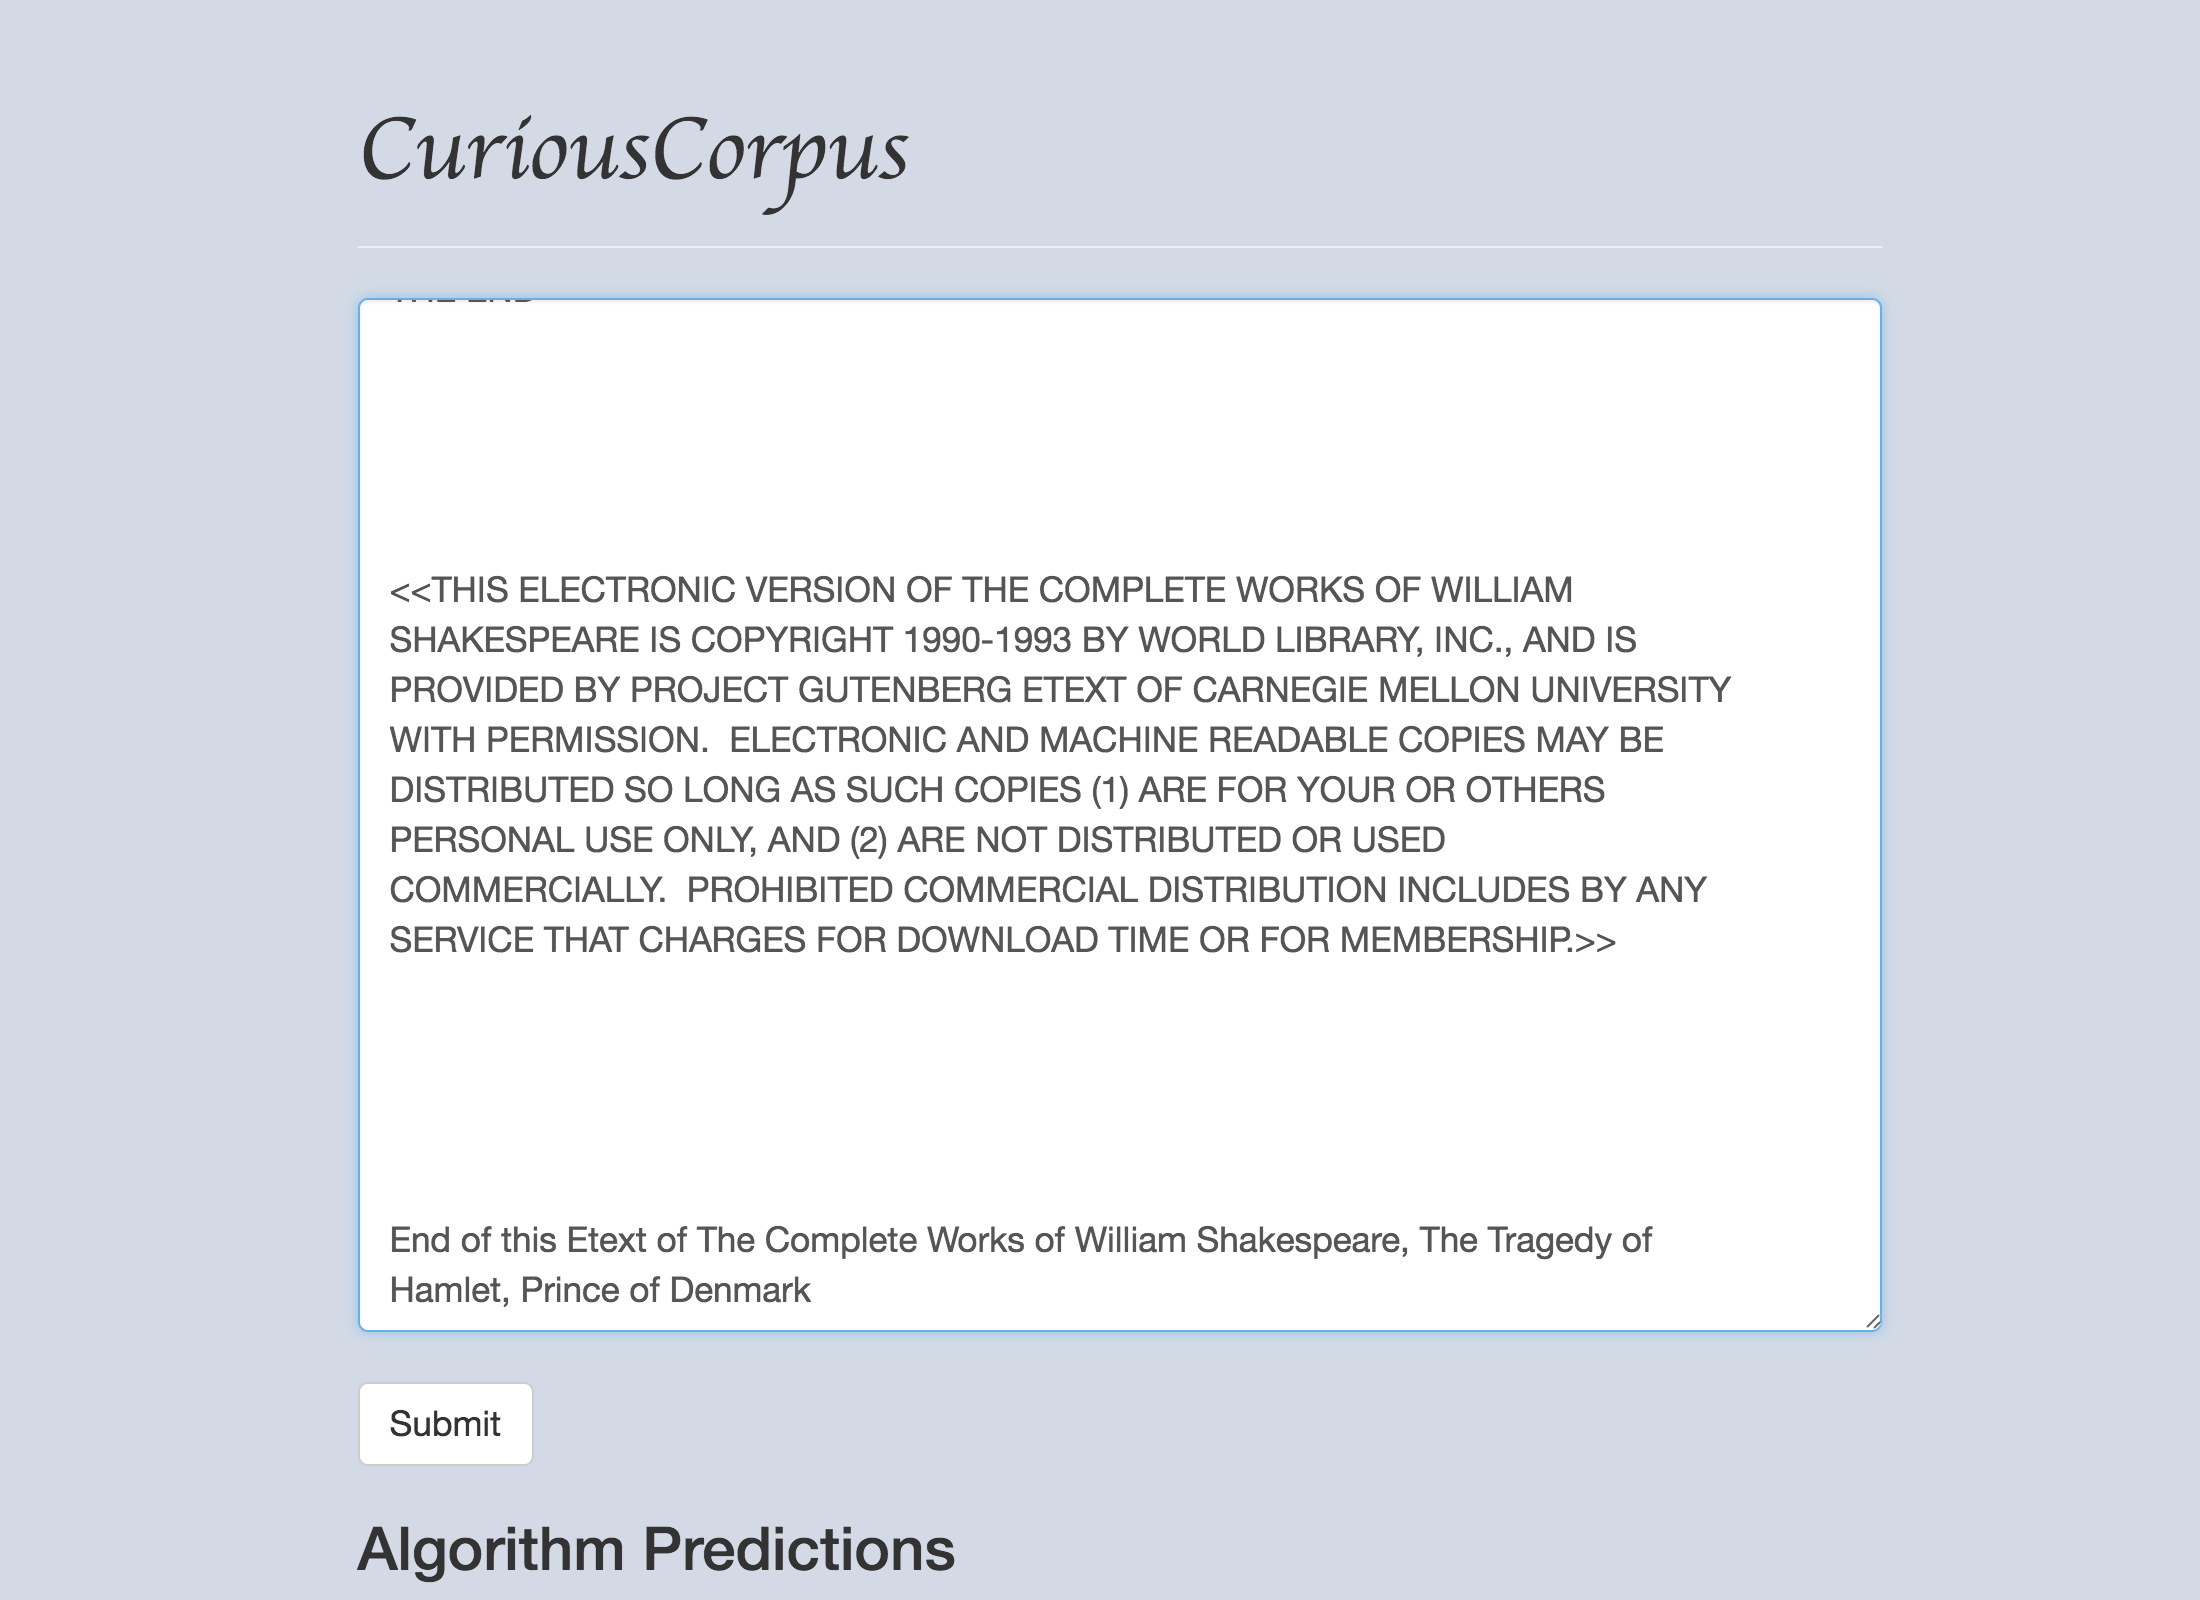 CuriousCorpus
THE END
<<THIS ELECTRONIC VERSION OF THE COMPLETE WORKS OF WILLIAM
SHAKESPEARE IS COPYRIGHT 1990-1993 BY WORLD LIBRARY, INC., AND IS
PROVIDED BY PROJECT GUTENBERG ETEXT OF CARNEGIE MELLON UNIVERSITY
WITH PERMISSION.  ELECTRONIC AND MACHINE READABLE COPIES MAY BE
DISTRIBUTED SO LONG AS SUCH COPIES (1) ARE FOR YOUR OR OTHERS
PERSONAL USE ONLY, AND (2) ARE NOT DISTRIBUTED OR USED
COMMERCIALLY.  PROHIBITED COMMERCIAL DISTRIBUTION INCLUDES BY ANY
SERVICE THAT CHARGES FOR DOWNLOAD TIME OR FOR MEMBERSHIP.>>
End of this Etext of The Complete Works of William Shakespeare, The Tragedy of
Hamlet, Prince of Denmark
Submit
Algorithm Predictions